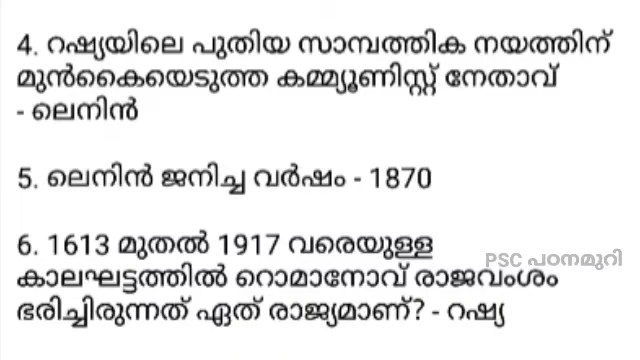 4. റഷ്യയിലെ പുതിയ സാമ്പത്തിക നയത്തിന്
മുൻകൈയെടുത്ത കമ്മ്യൂണിസ്റ്റ് നേതാവ്
- ലെനിൻ
5. ലെനിൻ ജനിച്ച വർഷം - 1870
6. 1613 മുതൽ 1917 വരെയുള്ള
PSC പഠനമുറി
കാലഘട്ടത്തിൽ റൊമാനോവ് രാജവംശം
ഭരിച്ചിരുന്നത് ഏത് രാജ്യമാണ്? - റഷ്യ